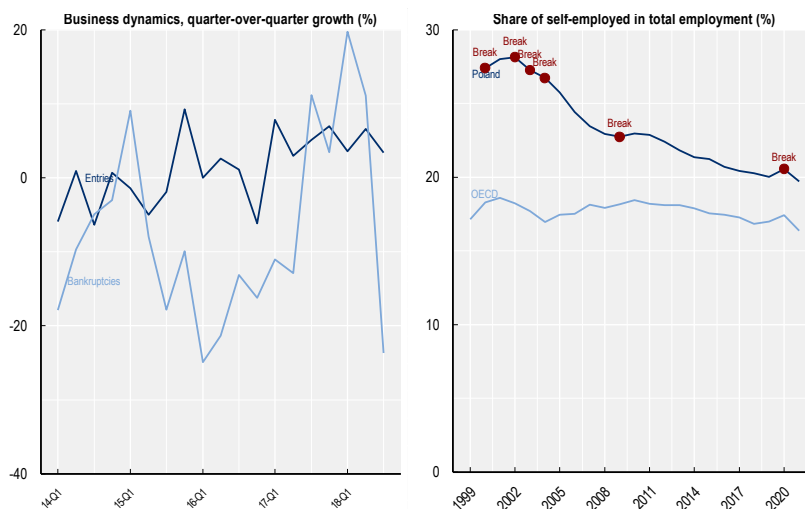 Business dynamics, quarter-over-quarter growth (%)
20
0
-20
-40
Entries
Bankruptcies
14-Q1
15-Q1
16-Q1
17-Q1
18-Q1
Share of self-employed in total employment (%)
30
20
10
0
Break
Break
Break
Break
Break
Break
Poland
OECD
1999
2002
2005
2008
2011
2014
2017
2020